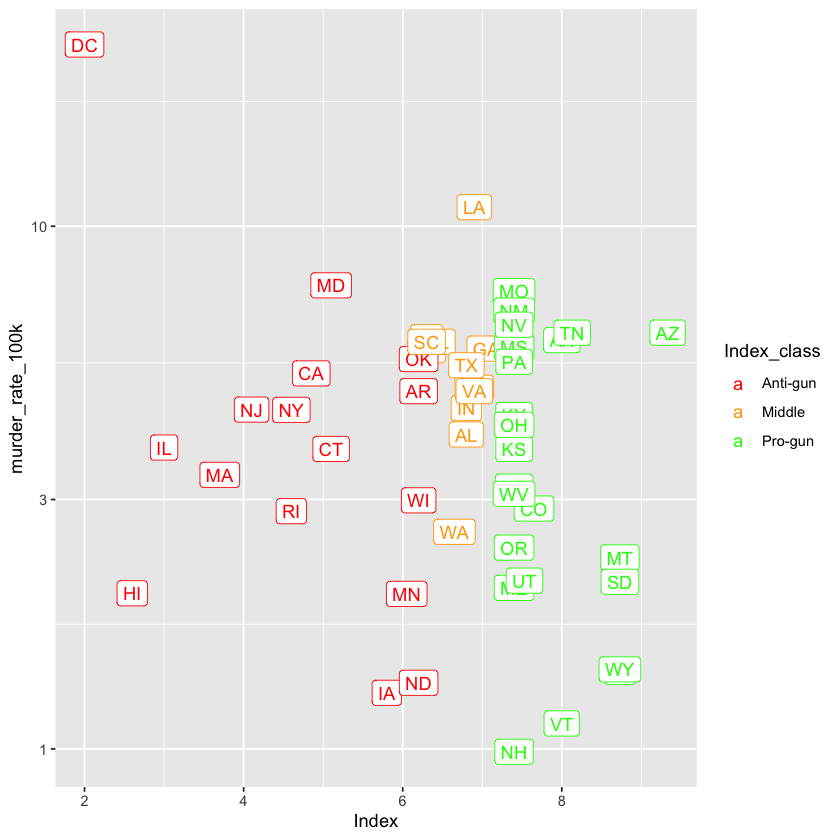 DC
LA
10
MD
MO
NM
NV
SC
TN
AZ
GA
MS
OK
TX
PA
CA
AR
VA
NJ
NY
IN
OH
AL
IL
CT
KS
MA
WI
WV
RI
CO
3
WA
OR
MT
UT
SD
HI
MN
WY
IA
ND
VT
NH
1
2
4
6
8
Index
murder_rate_100k
Index_class
a Anti-gun
a Middle
a Pro-gun